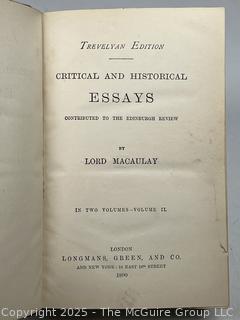 TREVELYAN EDITION
CRITICAL AND HISTORICAL
ESSAYS
CONTRIBUTED TO THE EDINBURGH REVIEW
BY
LORD MACAULAY
IN TWO VOLUMES—VOLUME II.
LONDON
LONGMANS, GREEN, AND CO.
AND NEW YORK: 15 EAST 16th STREET
1890
Copyright 2025 - The McGuire Group LLC